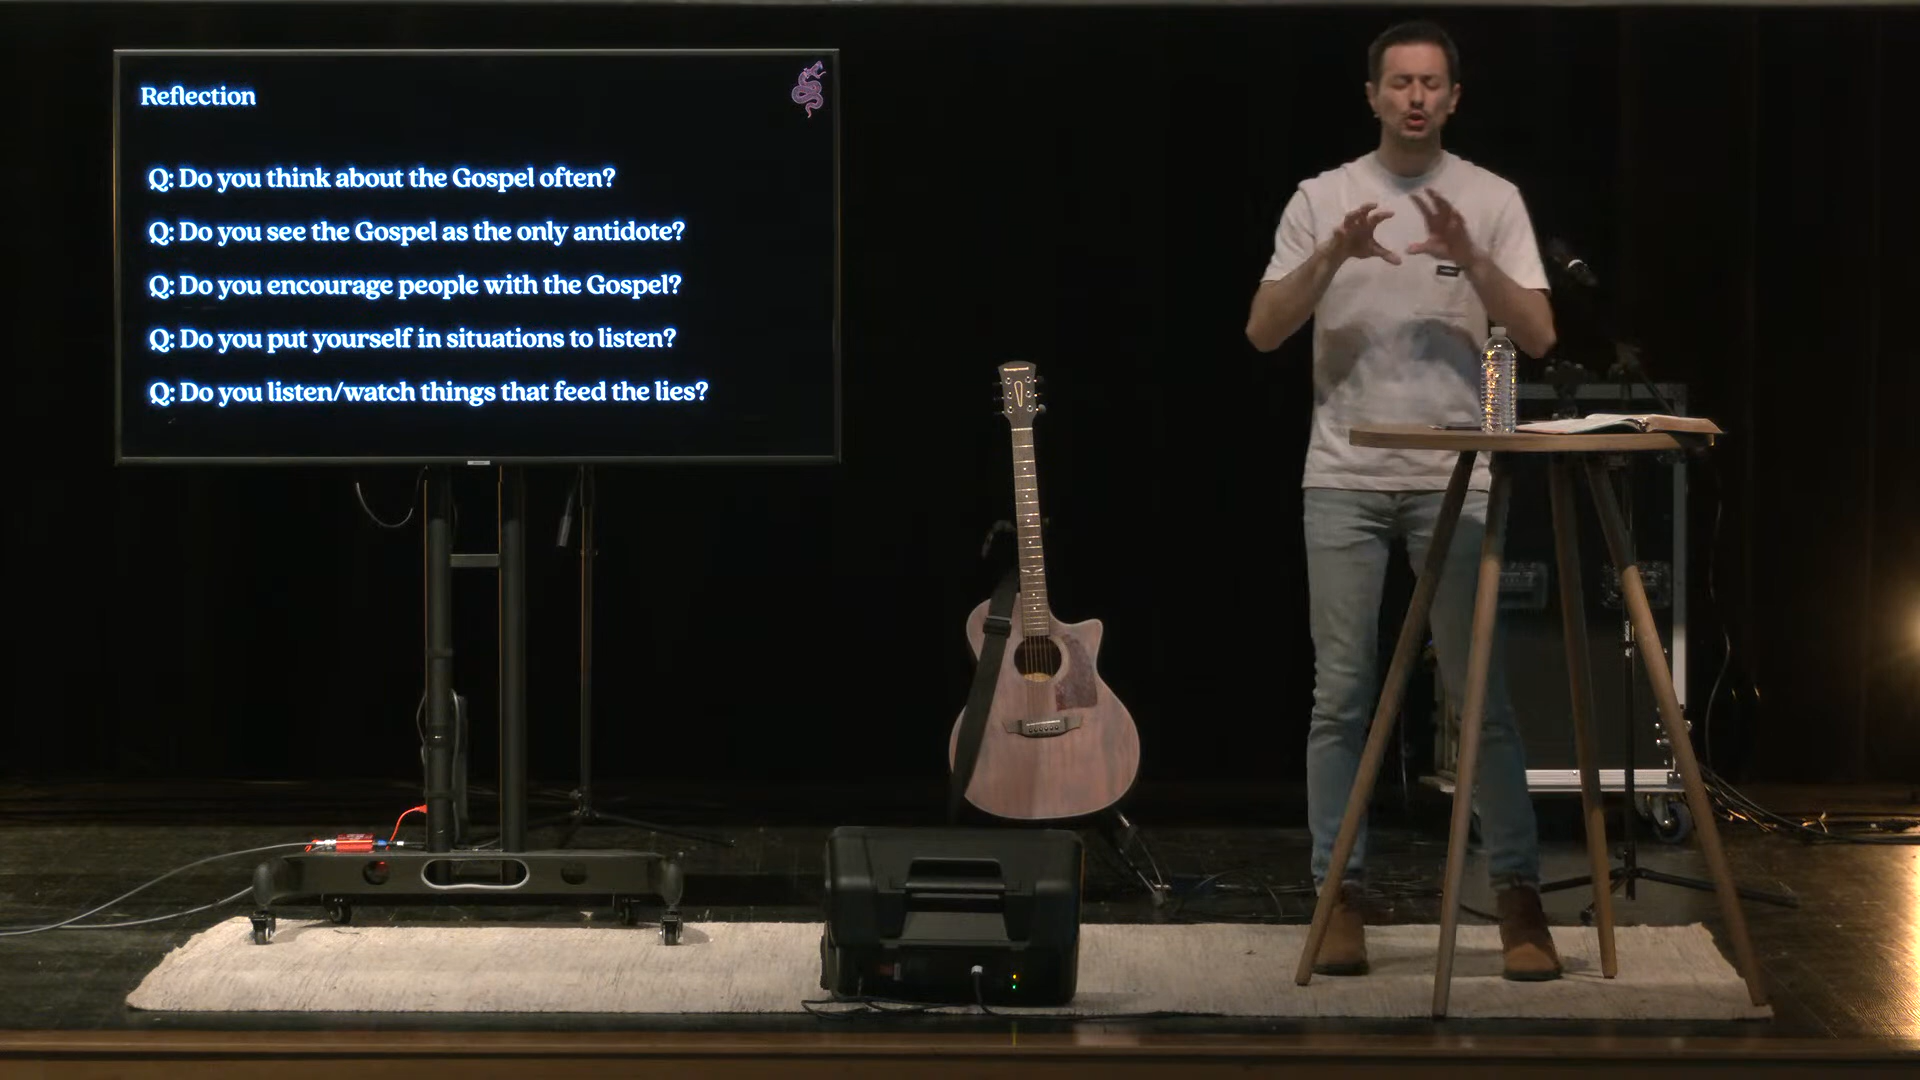 Reflection
Q: Do you think about the Gospel often?
Q: Do you see the Gospel as the only antidote?
Q: Do you encourage people with the Gospel?
Q: Do you put yourself in situations to listen?
Q: Do you listen/watch things that feed the lies?